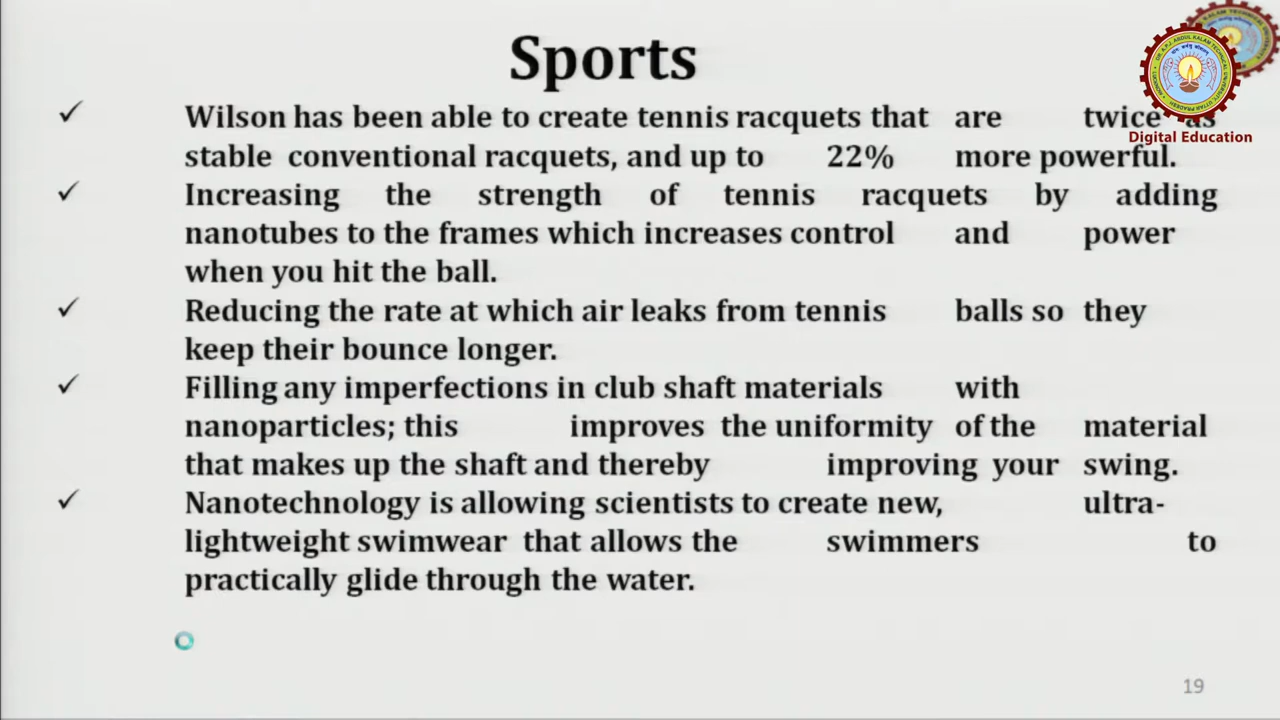 Sports
✓ Wilson has been able to create tennis racquets that are twice as
stable conventional racquets, and up to 22% more powerful.
✓ Increasing the strength of tennis racquets by adding
nanotubes to the frames which increases control and power
when you hit the ball.
✓ Reducing the rate at which air leaks from tennis balls so they
keep their bounce longer.
✓ Filling any imperfections in club shaft materials with
nanoparticles; this improves the uniformity of the material
that makes up the shaft and thereby improving your swing.
✓ Nanotechnology is allowing scientists to create new, ultra-
lightweight swimwear that allows the swimmers to
practically glide through the water.
Digital Education
19